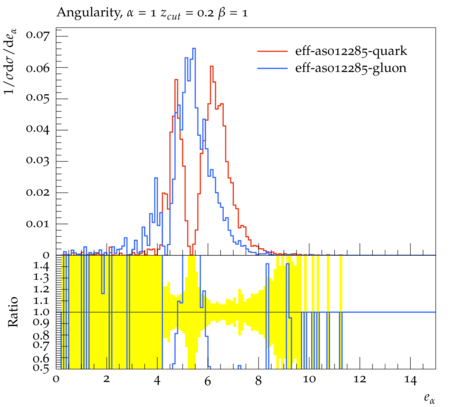 Angularity, α = 1 z_cut = 0.2 β = 1
1/σdσ/de_α
0.07
0.06
0.05
0.04
0.03
0.02
0.01
0
eff-as012285-quark
eff-as012285-gluon
Ratio
1.4
1.3
1.2
1.1
1.0
0.9
0.8
0.7
0.6
0.5
0 2 4 6 8 10 12 14
e_α